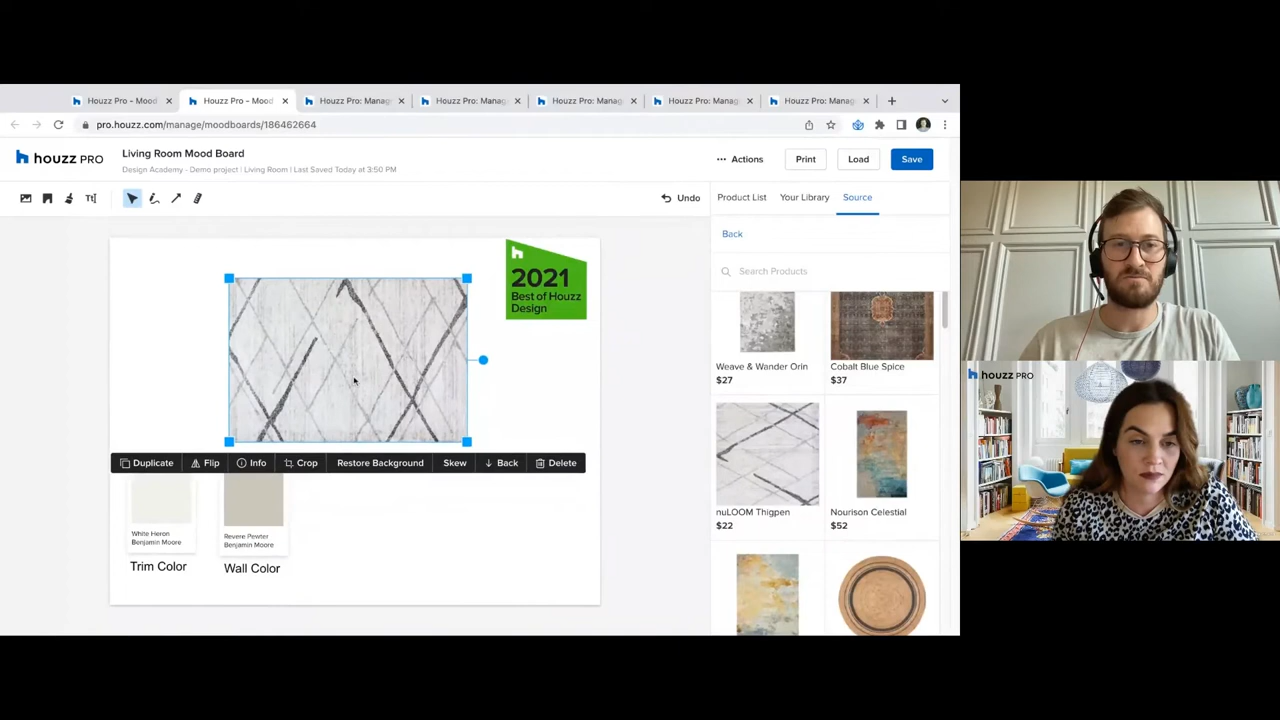 Houzz Pro – Mood
Houzz Pro – Mood
Houzz Pro: Manag
Houzz Pro: Manag
Houzz Pro: Manag
Houzz Pro: Manag
Houzz Pro: Manag
pro.houzz.com/manage/moodboards/186462664
houzz PRO
Living Room Mood Board
Design Academy - Demo project | Living Room | Last Saved Today at 3:50 PM
Actions
Print
Load
Save
Undo
Product List
Your Library
Source
Back
Search Products
2021
Best of Houzz
Design
Weave & Wander Orin
$27
Cobalt Blue Spice
$37
Duplicate
Flip
Info
Crop
Restore Background
Skew
Back
Delete
White Heron
Benjamin Moore
Trim Color
Revere Pewter
Benjamin Moore
Wall Color
nuLOOM Thigpen
$22
Nourison Celestial
$52
houzz PRO